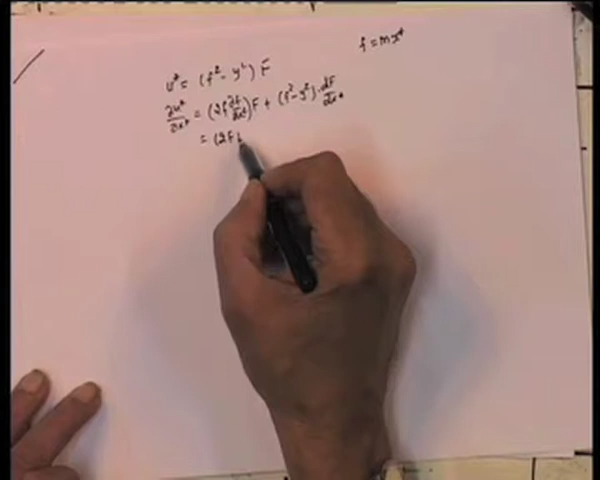 f = mx*
u* = (f² - y²) F
∂u*/∂x* = (2f ∂f/∂x*) F + (f² - y²) · dF/dx*
= (2f